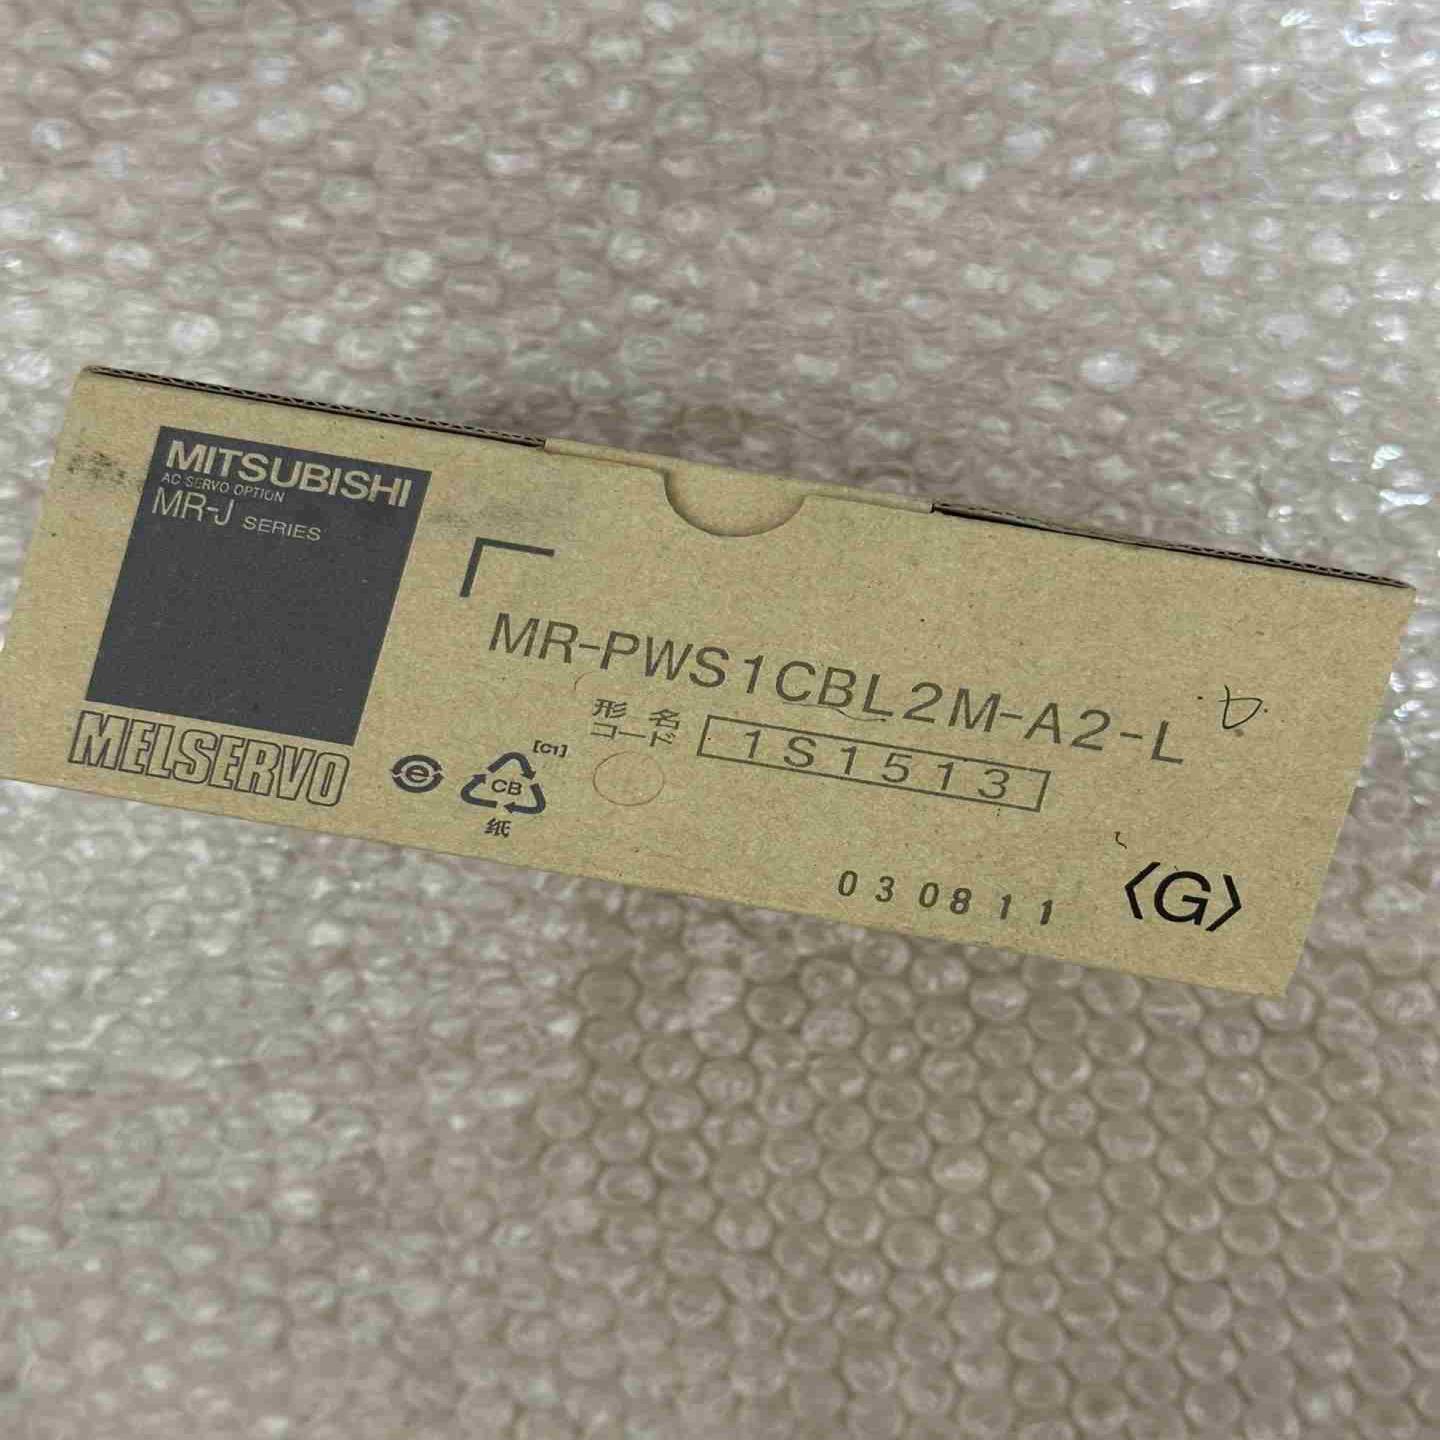 MITSUBISHI
AC SERVO OPTION
MR-J SERIES
MELSERVO
MR-PWS1CBL2M-A2-L
形名
コード
1S1513
[C1]
e
CB
纸
030811
〈G〉